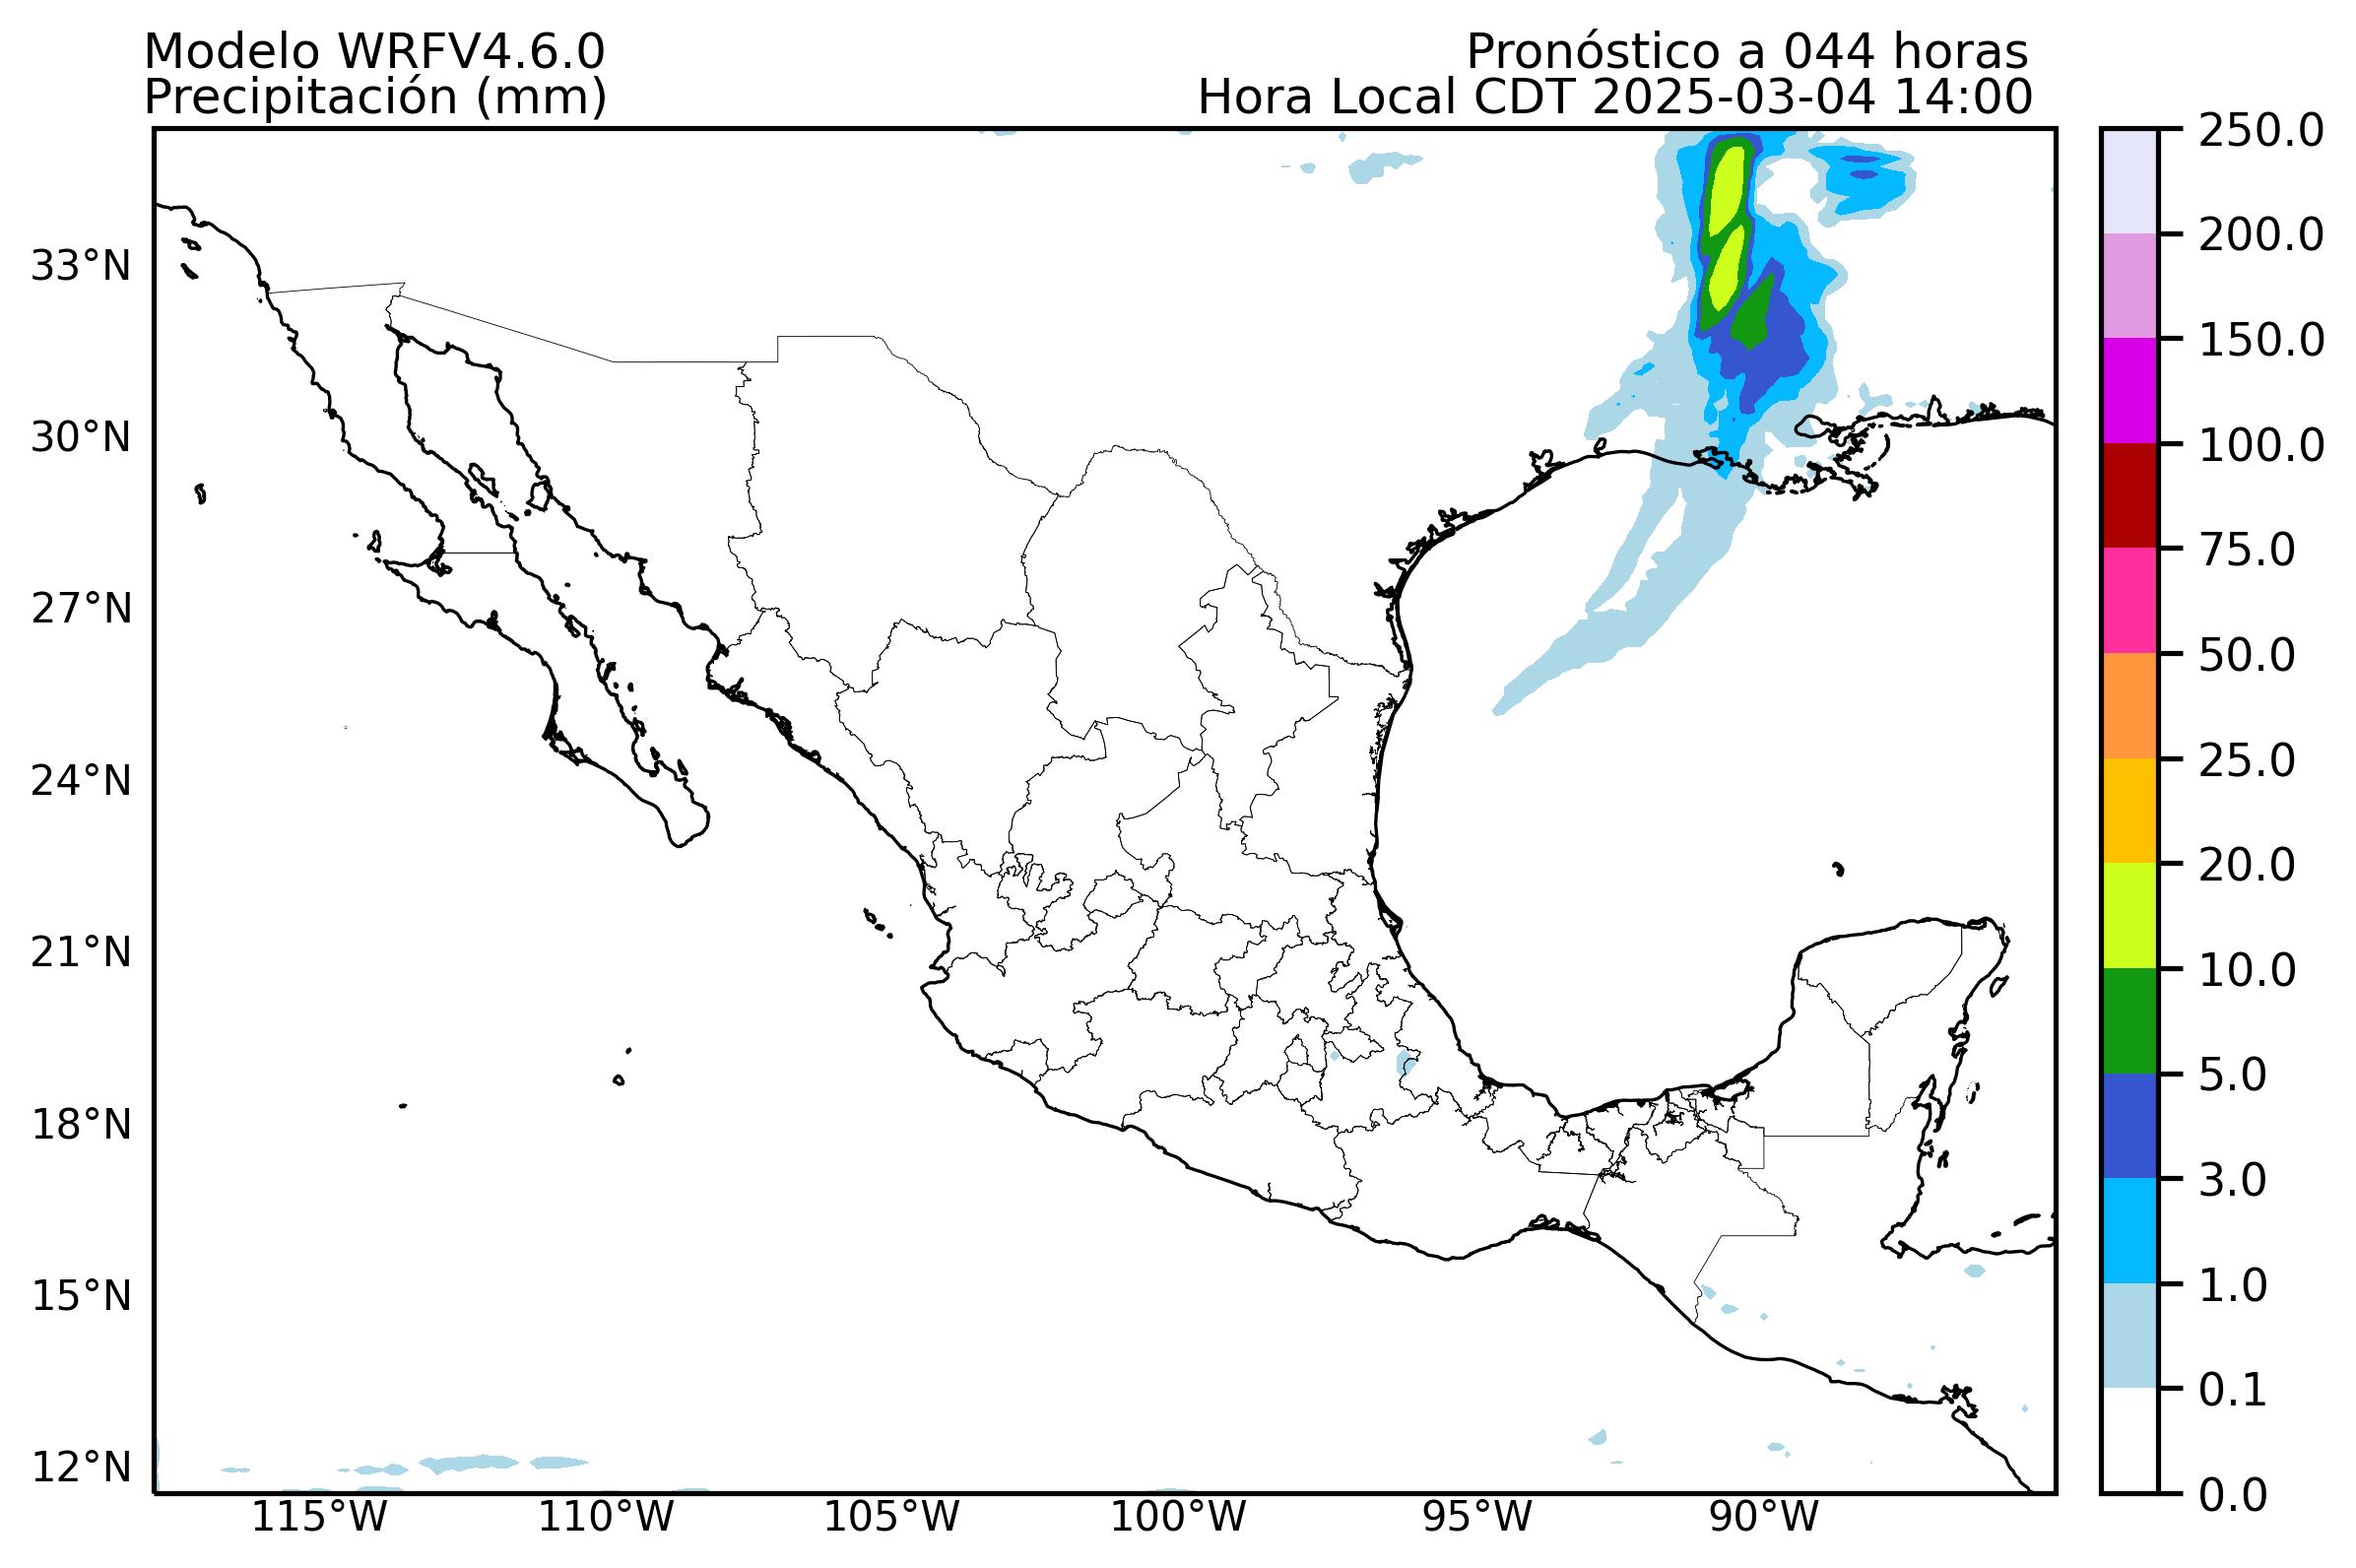 Modelo WRFV4.6.0
Pronóstico a 044 horas
Precipitación (mm)
Hora Local CDT 2025-03-04 14:00
250.0
200.0
150.0
100.0
75.0
50.0
25.0
20.0
10.0
5.0
3.0
1.0
0.1
0.0
33°N
30°N
27°N
24°N
21°N
18°N
15°N
12°N
115°W
110°W
105°W
100°W
95°W
90°W